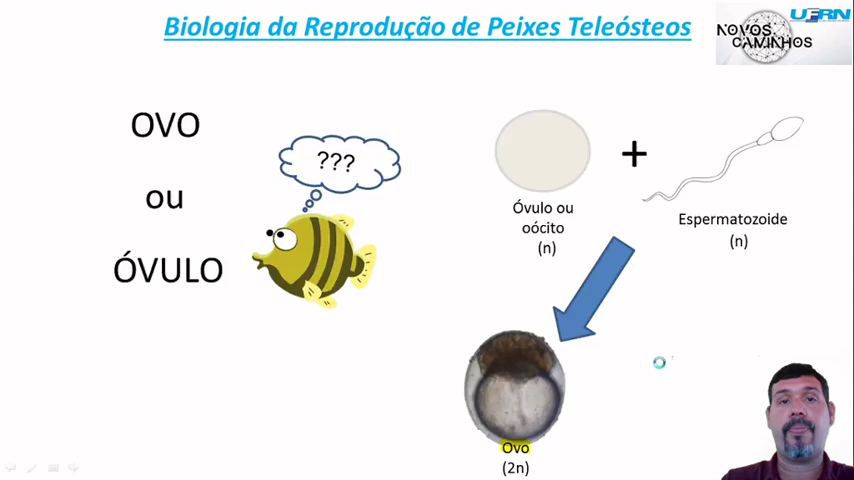 Biologia da Reprodução de Peixes Teleósteos
NOVOS
CAMINHOS
UFRN
OVO
ou
ÓVULO
???
+
Óvulo ou
oócito
(n)
Espermatozoide
(n)
Ovo
(2n)